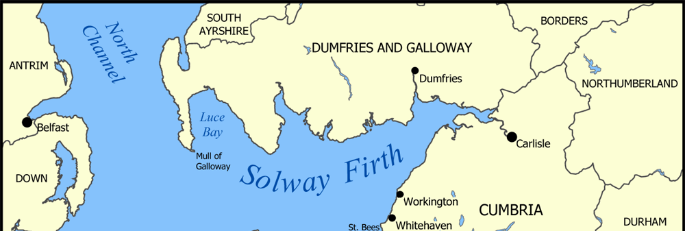 SOUTH
AYRSHIRE
BORDERS
North
Channel
DUMFRIES AND GALLOWAY
ANTRIM
Dumfries
NORTHUMBERLAND
Luce
Bay
Belfast
Carlisle
Mull of
Galloway
Solway Firth
DOWN
Workington
CUMBRIA
St. Bees
Whitehaven
DURHAM